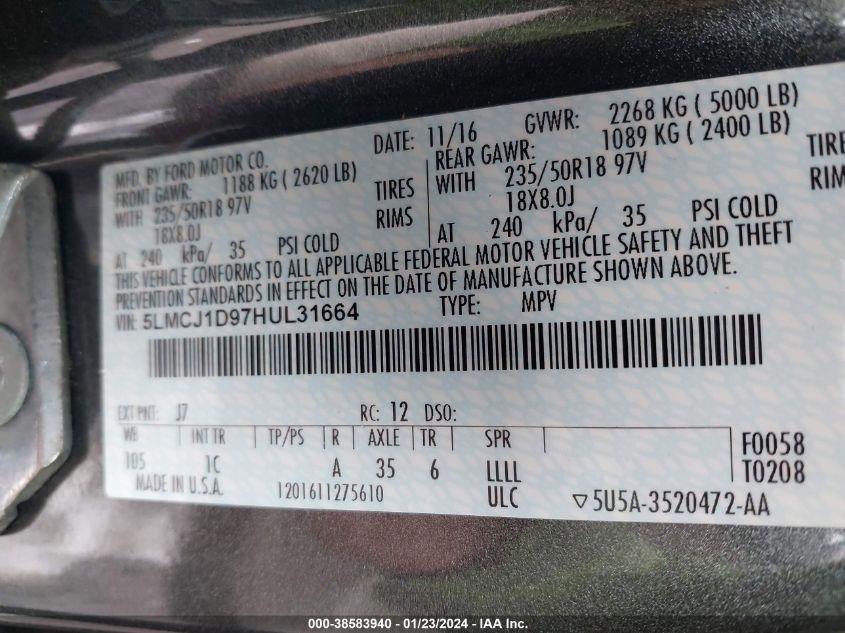 MFD. BY FORD MOTOR CO. DATE: 11/16 GVWR: 2268 KG ( 5000 LB)
FRONT GAWR: 1188 KG ( 2620 LB) REAR GAWR: 1089 KG ( 2400 LB)
WITH 235/50R18 97V TIRES WITH 235/50R18 97V TIRE
18X8.0J RIMS 18X8.0J RIM
AT 240 kPa/ 35 PSI COLD AT 240 kPa/ 35 PSI COLD
THIS VEHICLE CONFORMS TO ALL APPLICABLE FEDERAL MOTOR VEHICLE SAFETY AND THEFT
PREVENTION STANDARDS IN EFFECT ON THE DATE OF MANUFACTURE SHOWN ABOVE.
VIN: 5LMCJ1D97HUL31664 TYPE: MPV
EXT PNT: J7 RC: 12 DSO:
WB INT TR TP/PS R AXLE TR SPR F0058
105 1C A 35 6 LLLL T0208
MADE IN U.S.A. 1201611275610 ULC ▽5U5A-3520472-AA
000-38583940 - 01/23/2024 - IAA Inc.